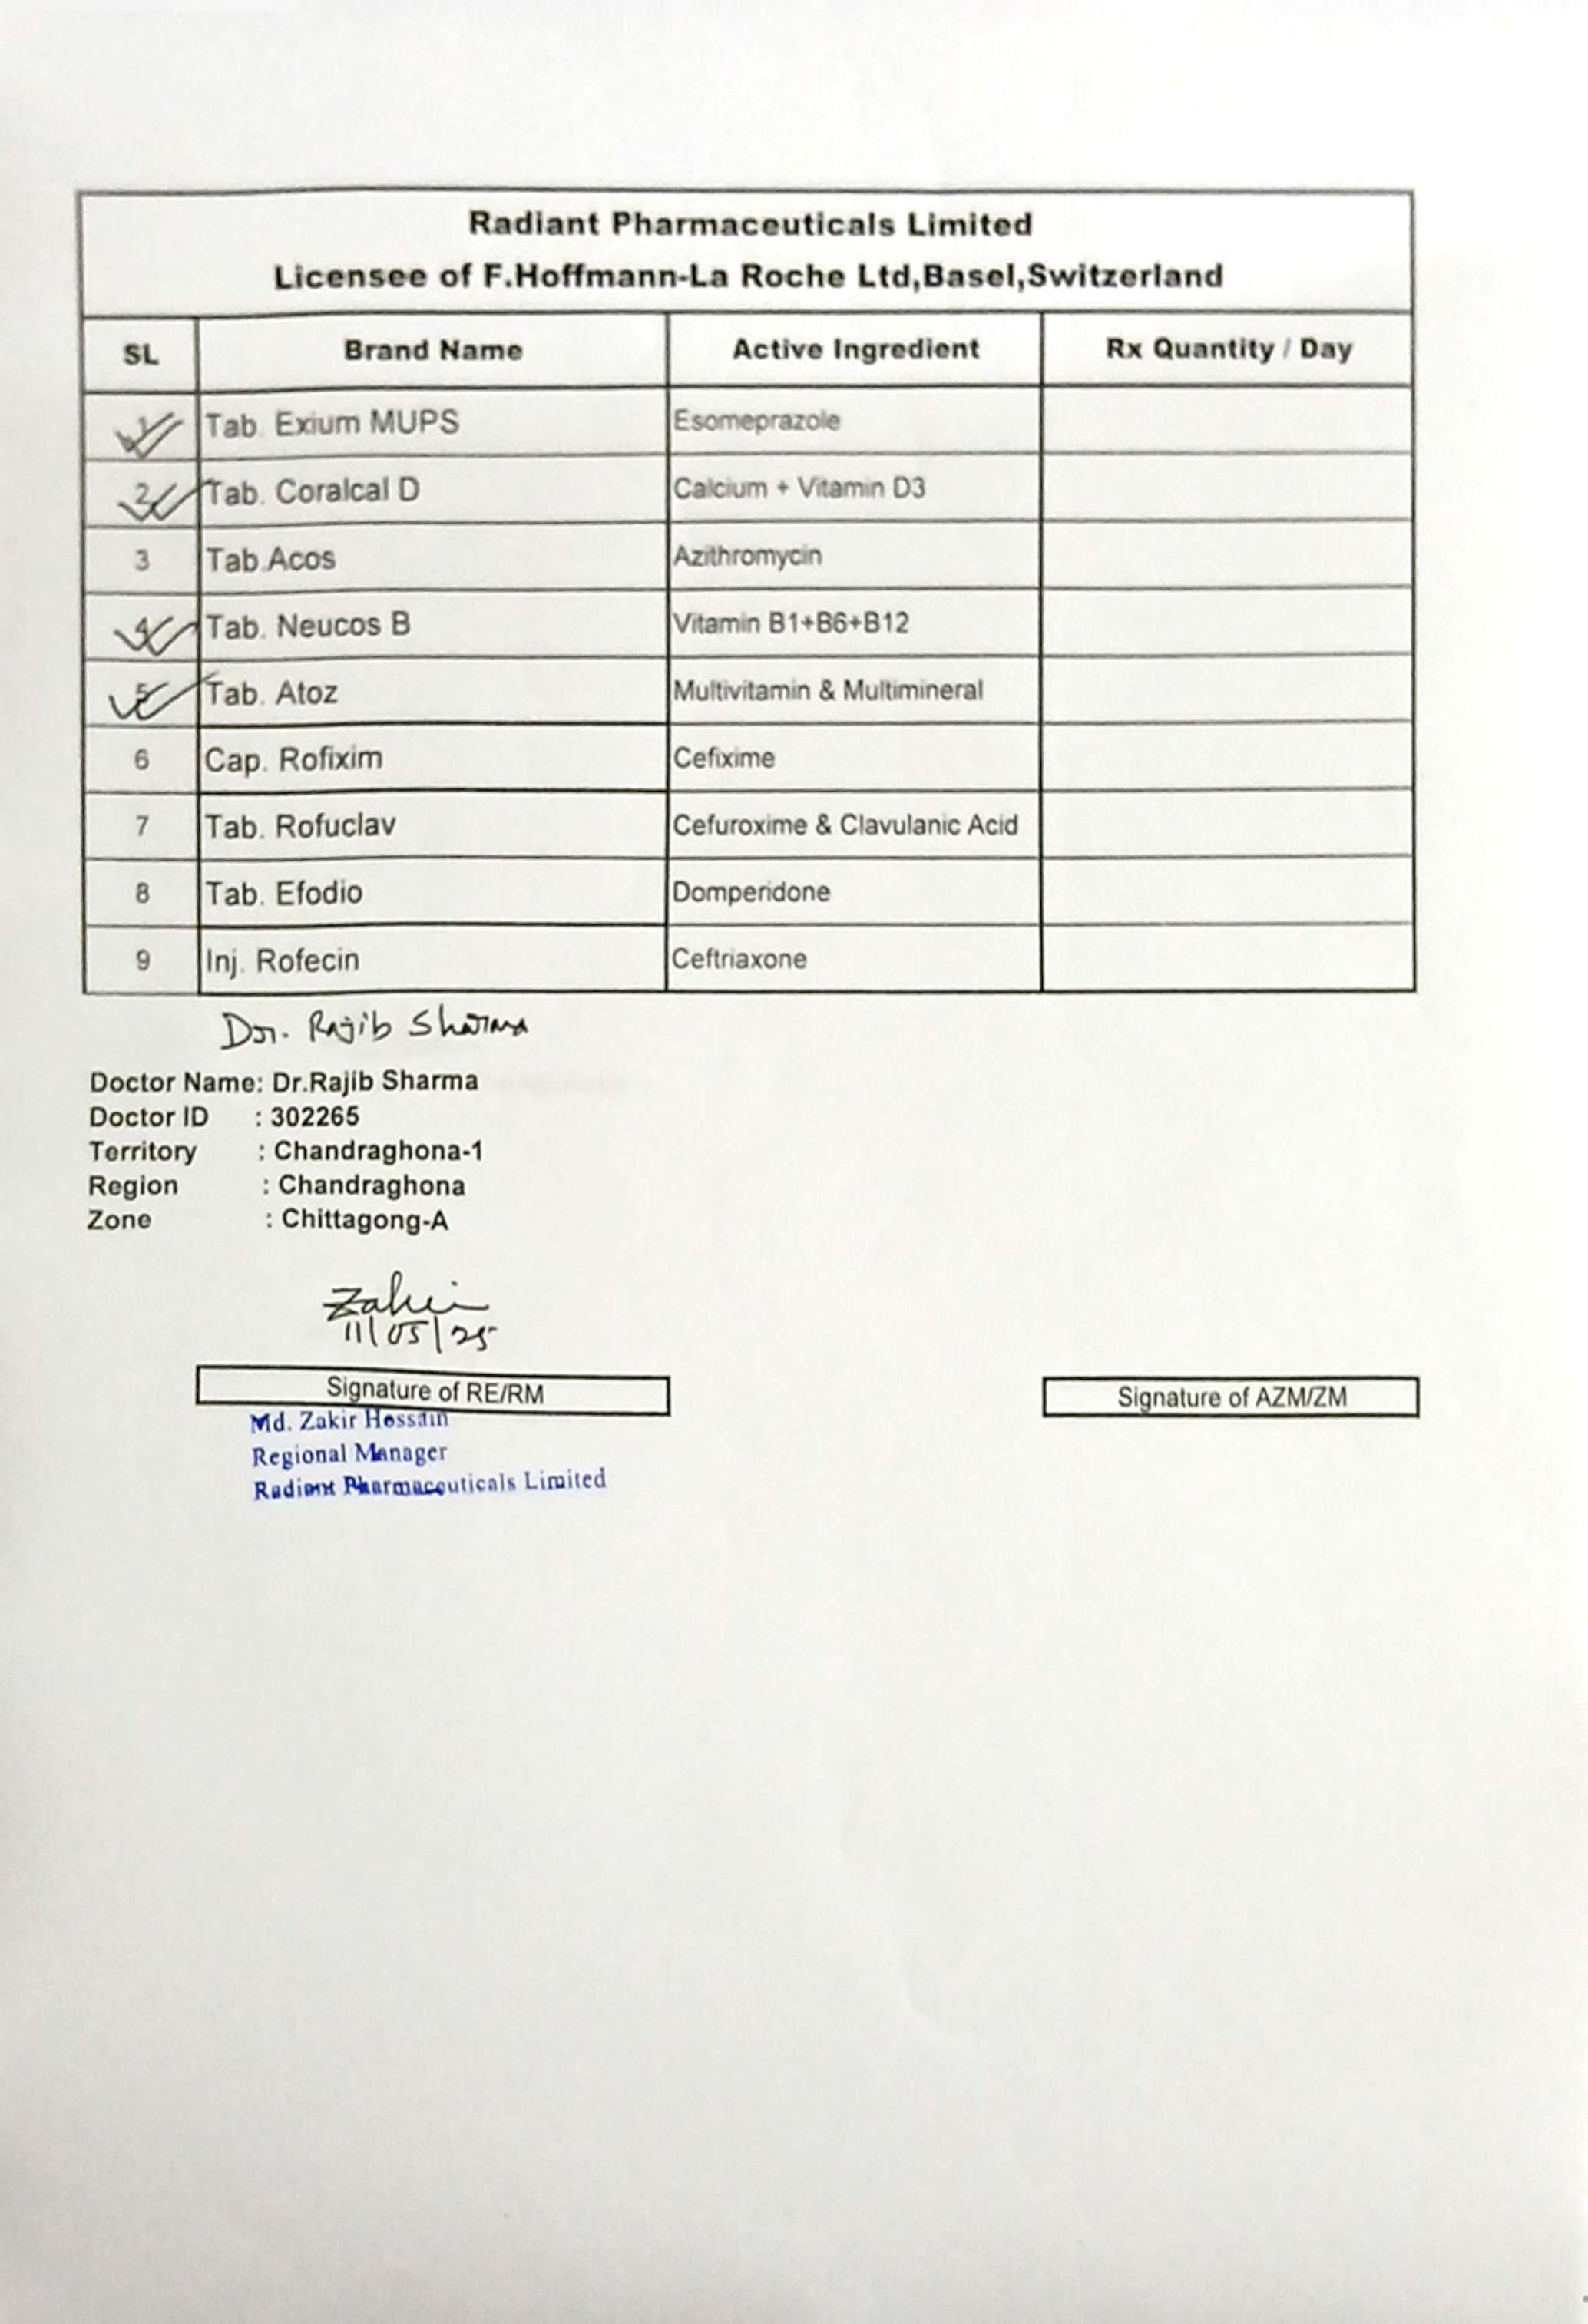 Radiant Pharmaceuticals Limited
Licensee of F.Hoffmann-La Roche Ltd,Basel,Switzerland
SL Brand Name Active Ingredient Rx Quantity / Day
1 Tab. Exium MUPS Esomeprazole
2 Tab. Coralcal D Calcium + Vitamin D3
3 Tab.Acos Azithromycin
4 Tab. Neucos B Vitamin B1+B6+B12
5 Tab. Atoz Multivitamin & Multimineral
6 Cap. Rofixim Cefixime
7 Tab. Rofuclav Cefuroxime & Clavulanic Acid
8 Tab. Efodio Domperidone
9 Inj. Rofecin Ceftriaxone
Dr. Rajib Sharma
Doctor Name: Dr.Rajib Sharma
Doctor ID : 302265
Territory : Chandraghona-1
Region : Chandraghona
Zone : Chittagong-A
Zakir
11/05/25
Signature of RE/RM Signature of AZM/ZM
Md. Zakir Hossain
Regional Manager
Radiant Pharmaceuticals Limited